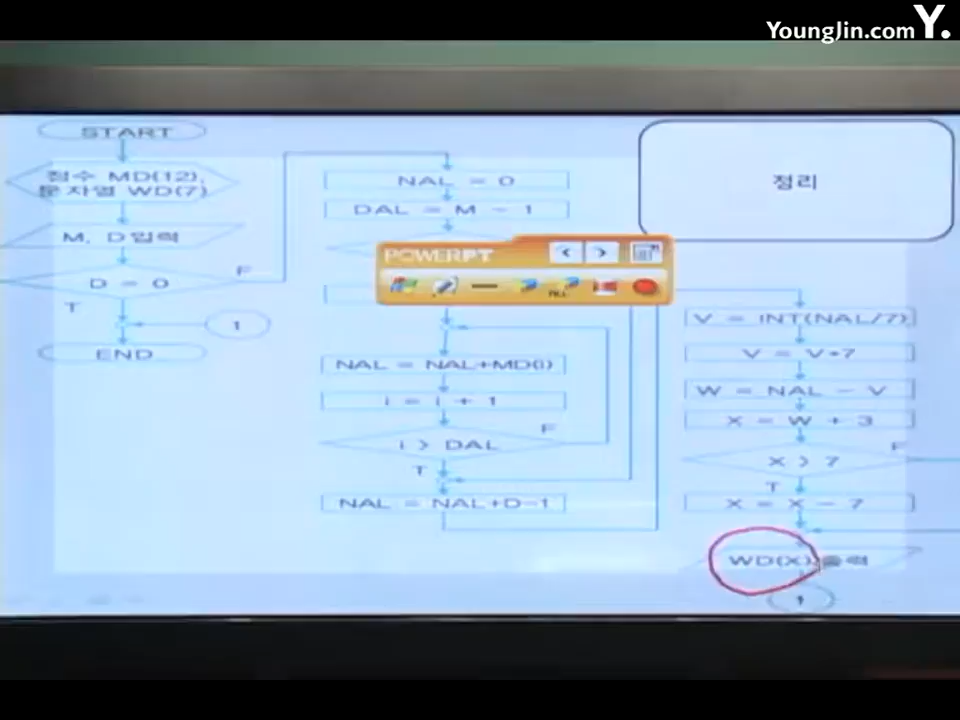 YoungJin.com Y.
START
정수 MD(12),
문자열 WD(7)
M, D 입력
D = 0
F
T
1
END
NAL = 0
DAL = M - 1
POWERPT
ALL
NAL = NAL+MD(i)
i = i + 1
i > DAL
F
T
NAL = NAL+D-1
정리
V = INT(NAL/7)
V = V*7
W = NAL - V
X = W + 3
X > 7
F
T
X = X - 7
WD(X) 출력
1